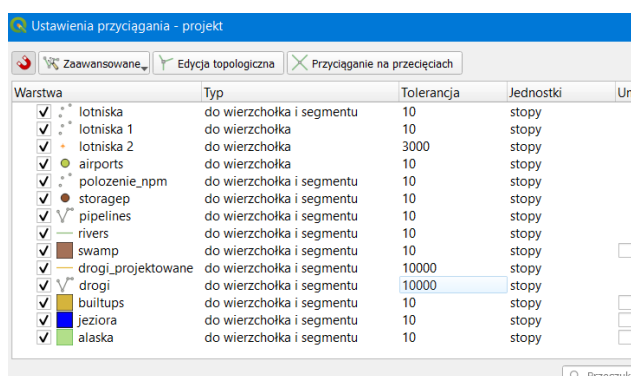 Ustawienia przyciągania - projekt
Zaawansowane Edycja topologiczna Przyciąganie na przecięciach
Warstwa Typ Tolerancja Jednostki
lotniska do wierzchołka i segmentu 10 stopy
lotniska 1 do wierzchołka 10 stopy
lotniska 2 do wierzchołka 3000 stopy
airports do wierzchołka 10 stopy
polozenie_npm do wierzchołka i segmentu 10 stopy
storagep do wierzchołka i segmentu 10 stopy
pipelines do wierzchołka i segmentu 10 stopy
rivers do wierzchołka i segmentu 10 stopy
swamp do wierzchołka i segmentu 10 stopy
drogi_projektowane do wierzchołka i segmentu 10000 stopy
drogi do wierzchołka i segmentu 10000 stopy
builtups do wierzchołka i segmentu 10 stopy
jeziora do wierzchołka i segmentu 10 stopy
alaska do wierzchołka i segmentu 10 stopy